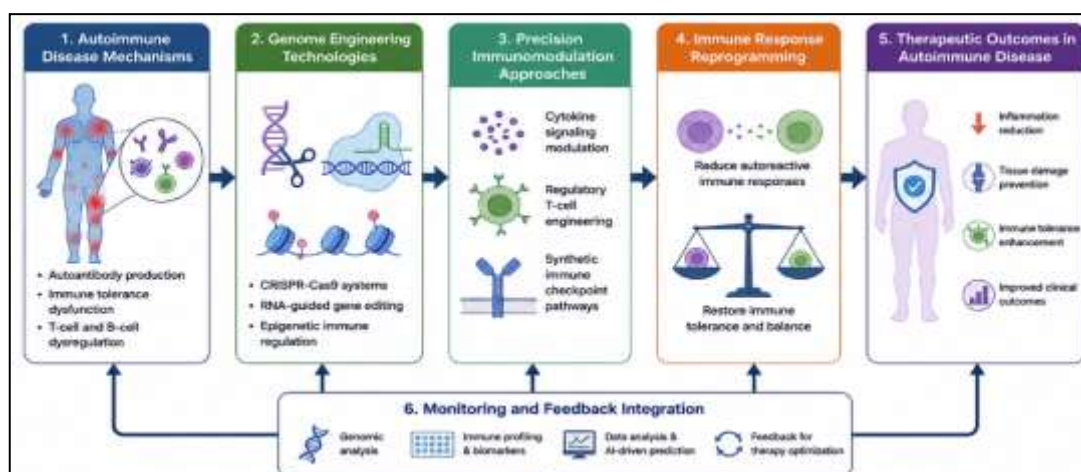 1. Autoimmune
Disease Mechanisms
• Autoantibody production
• Immune tolerance
dysfunction
• T-cell and B-cell
dysregulation
2. Genome Engineering
Technologies
• CRISPR-Cas9 systems
• RNA-guided gene editing
• Epigenetic immune
regulation
3. Precision
Immunomodulation
Approaches
Cytokine
signaling
modulation
Regulatory
T-cell
engineering
Synthetic
immune
checkpoint
pathways
4. Immune Response
Reprogramming
Reduce autoreactive
immune responses
Restore immune
tolerance and balance
5. Therapeutic Outcomes in
Autoimmune Disease
Inflammation
reduction
Tissue damage
prevention
Immune tolerance
enhancement
Improved clinical
outcomes
6. Monitoring and Feedback Integration
Genomic
analysis
Immune profiling
& biomarkers
Data analysis &
AI-driven prediction
Feedback for
therapy optimization